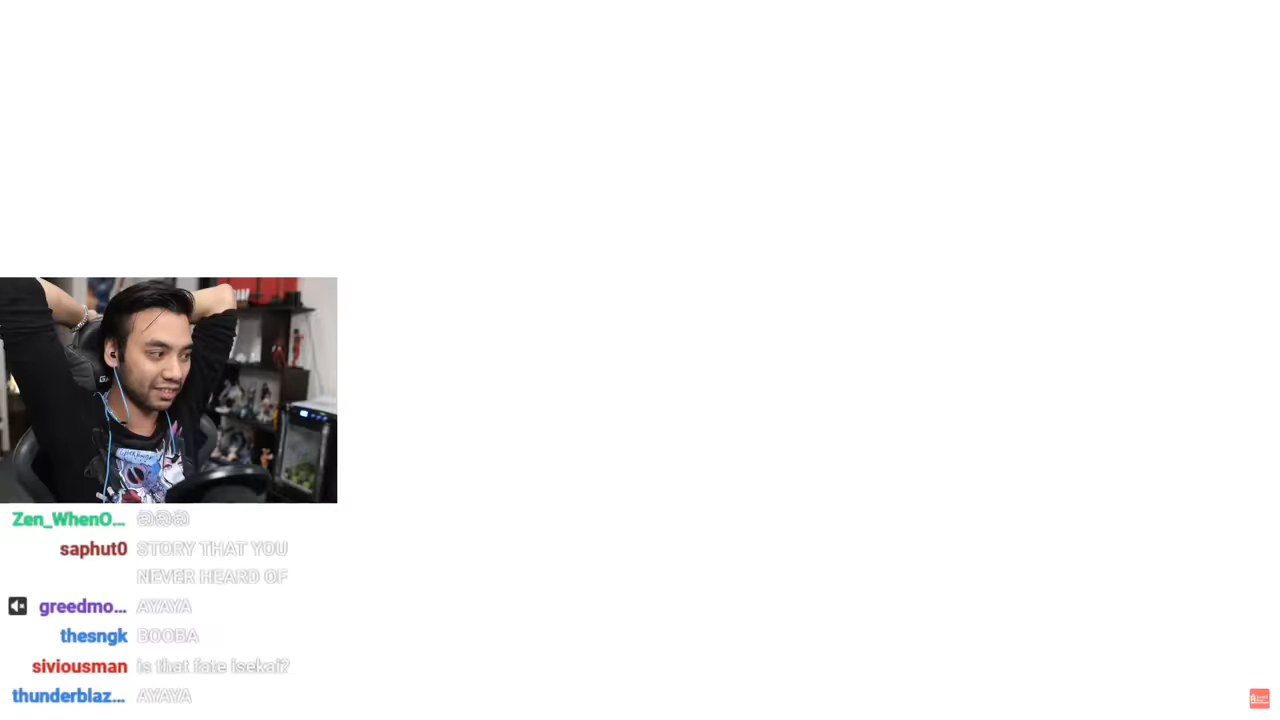 Zen_WhenO...
saphut0 STORY THAT YOU
NEVER HEARD OF
greedmo... AYAYA
thesngk BOOBA
siviousman is that fate isekai?
thunderblaz... AYAYA